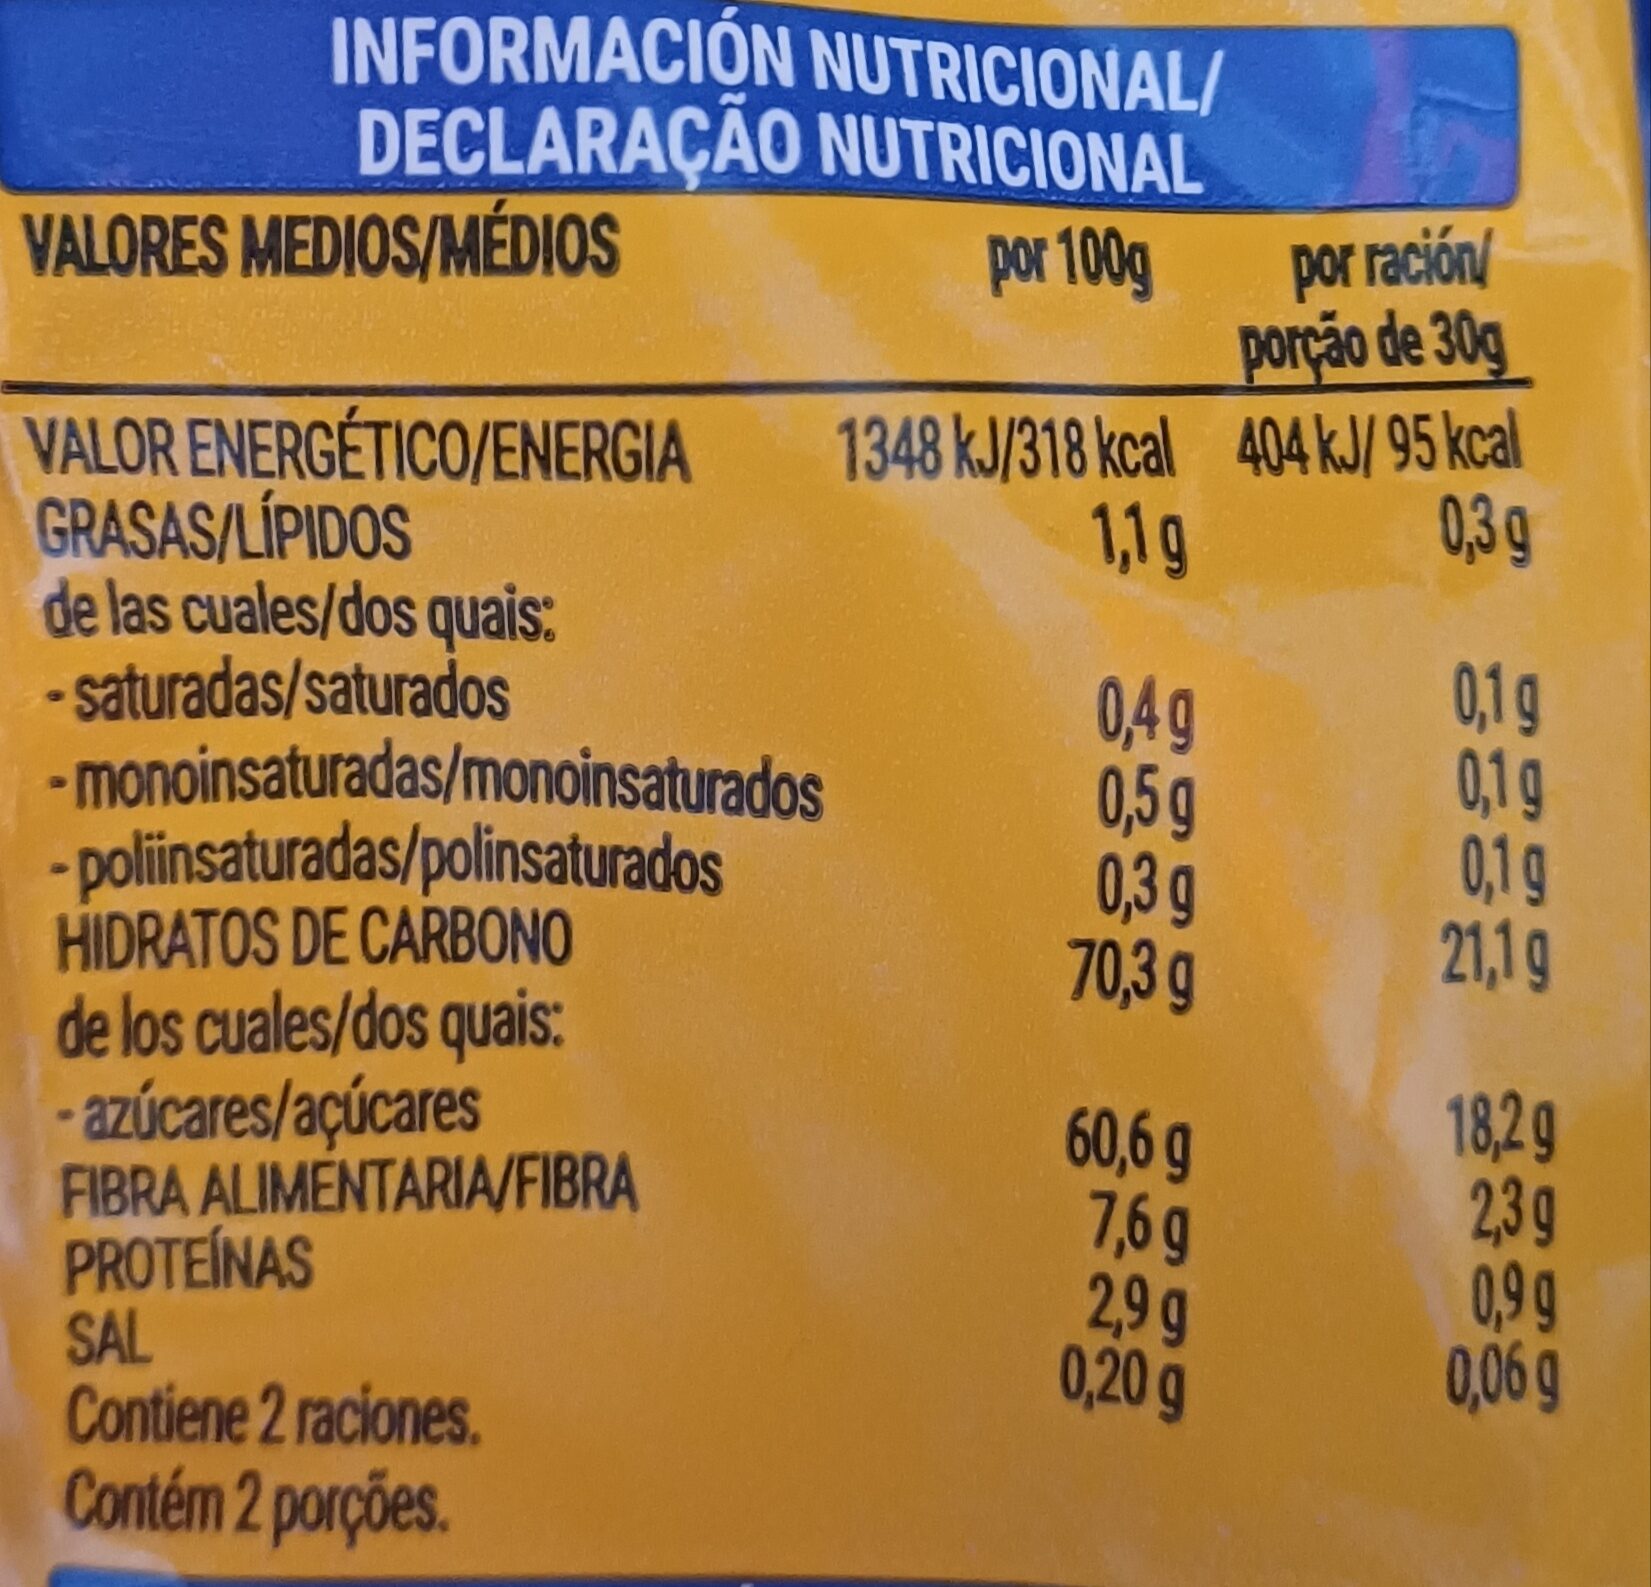 INFORMACIÓN NUTRICIONAL/
DECLARAÇÃO NUTRICIONAL
VALORES MEDIOS/MÉDIOS por 100g por ración/
porção de 30g
VALOR ENERGÉTICO/ENERGIA 1348 kJ/318 kcal 404 kJ/ 95 kcal
GRASAS/LÍPIDOS 1,1 g 0,3 g
de las cuales/dos quais:
- saturadas/saturados 0,4 g 0,1 g
- monoinsaturadas/monoinsaturados 0,5 g 0,1 g
- poliinsaturadas/polinsaturados 0,3 g 0,1 g
HIDRATOS DE CARBONO 70,3 g 21,1 g
de los cuales/dos quais:
- azúcares/açúcares 60,6 g 18,2 g
FIBRA ALIMENTARIA/FIBRA 7,6 g 2,3 g
PROTEÍNAS 2,9 g 0,9 g
SAL 0,20 g 0,06 g
Contiene 2 raciones.
Contém 2 porções.